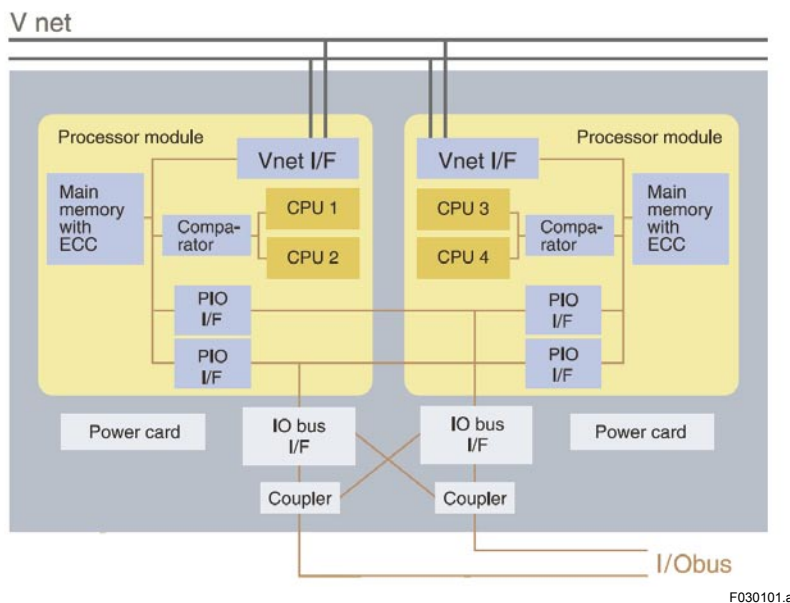 V net
Processor module
Vnet I/F
Main
memory
with
ECC
Compa-
rator
CPU 1
CPU 2
PIO
I/F
PIO
I/F
Processor module
Vnet I/F
CPU 3
CPU 4
Compa-
rator
Main
memory
with
ECC
PIO
I/F
PIO
I/F
Power card
IO bus
I/F
IO bus
I/F
Power card
Coupler
Coupler
I/Obus
F030101.a